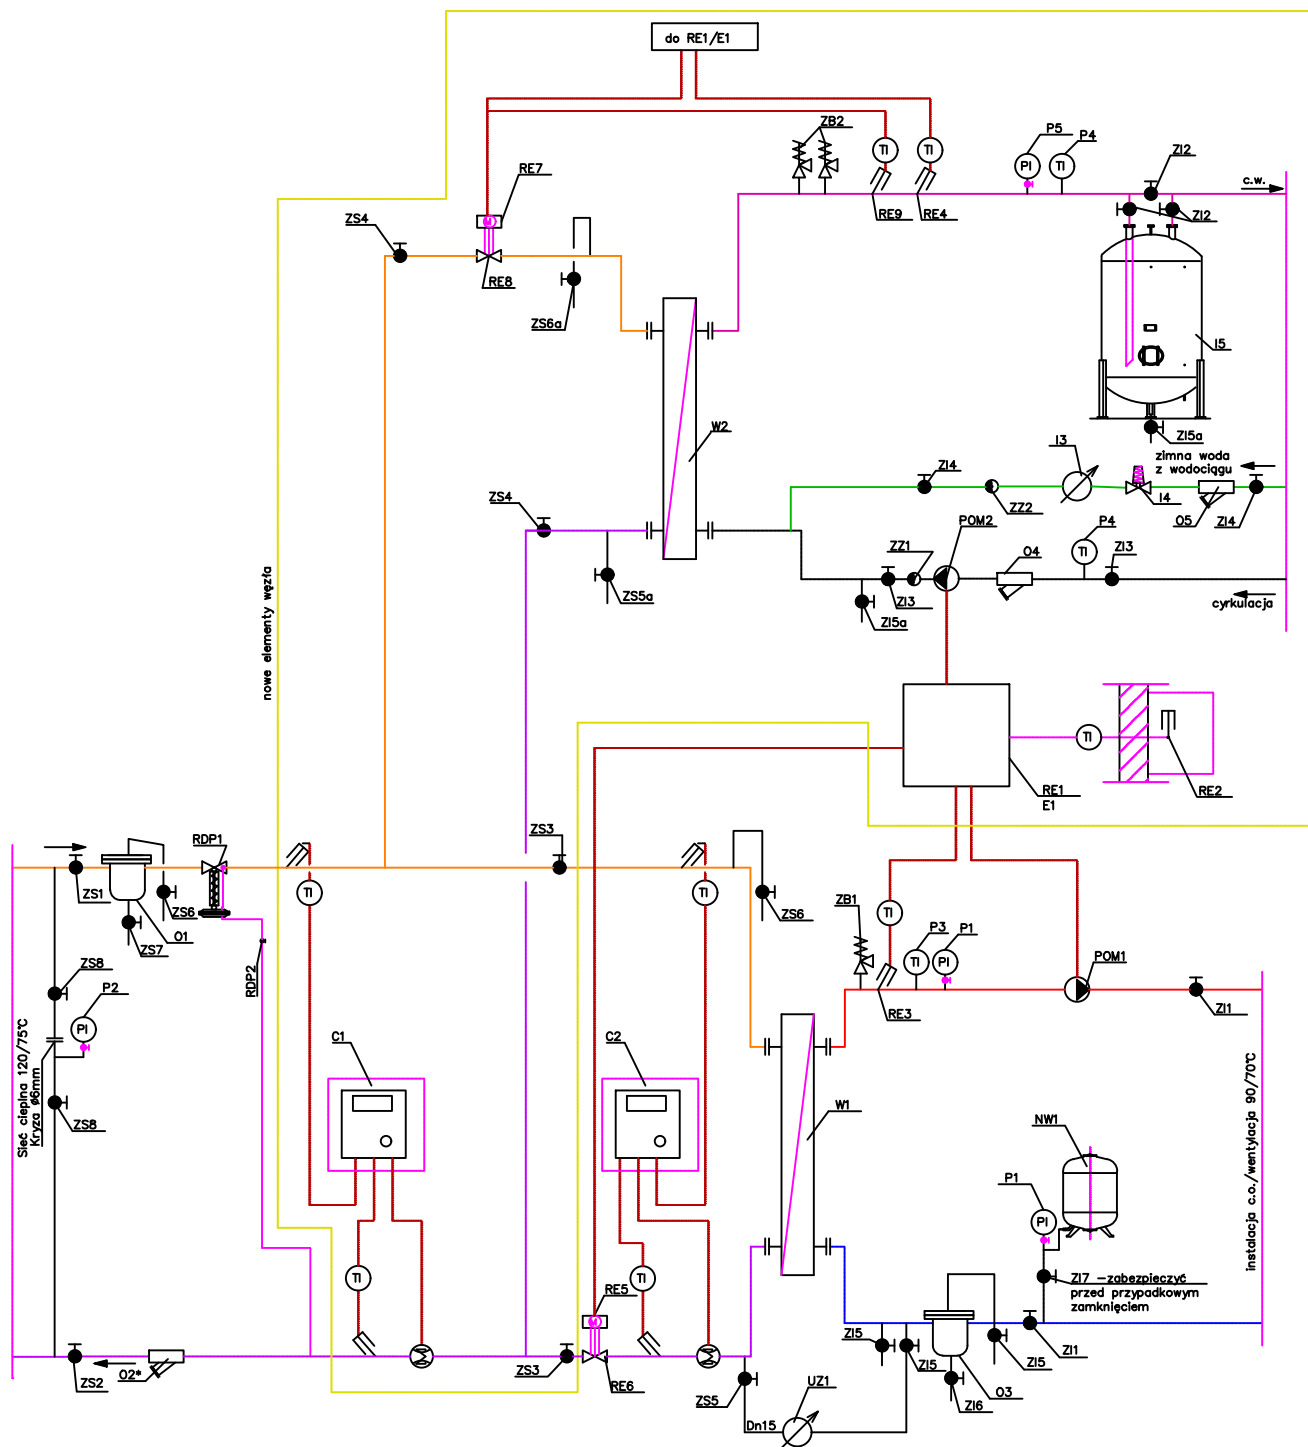 do RE1/E1
ZB2
P5
P4
ZI2
RE7
c.w.
ZS4
RE9
RE4
ZI2
RE8
ZS6a
I5
W2
ZI5a
I3
zimna woda
z wodociągu
ZI4
ZS4
ZZ2
I4
O5
ZI4
POM2
P4
ZZ1
O4
ZI3
ZS5a
ZI3
cyrkulacja
ZI5a
nowe elementy węzła
RE1
E1
RE2
RDP1
ZS3
ZS1
ZS6
O1
ZS7
ZS6
ZB1
P3
P1
POM1
ZS8
P2
RDP2
RE3
ZI1
C1
C2
Sieć cieplna 120/75°C
Kryza ø6mm
ZS8
W1
NW1
instalacja c.o./wentylacja 90/70°C
P1
ZI7 –zabezpieczyć
przed przypadkowym
zamknięciem
RE5
ZI5
ZI5
ZI5
ZI1
ZS2
O2*
ZS3
RE6
ZS5
UZ1
O3
ZI6
Dn15
TI
TI
PI
TI
TI
TI
TI
TI
TI
TI
PI
PI
TI
TI
PI
M
M